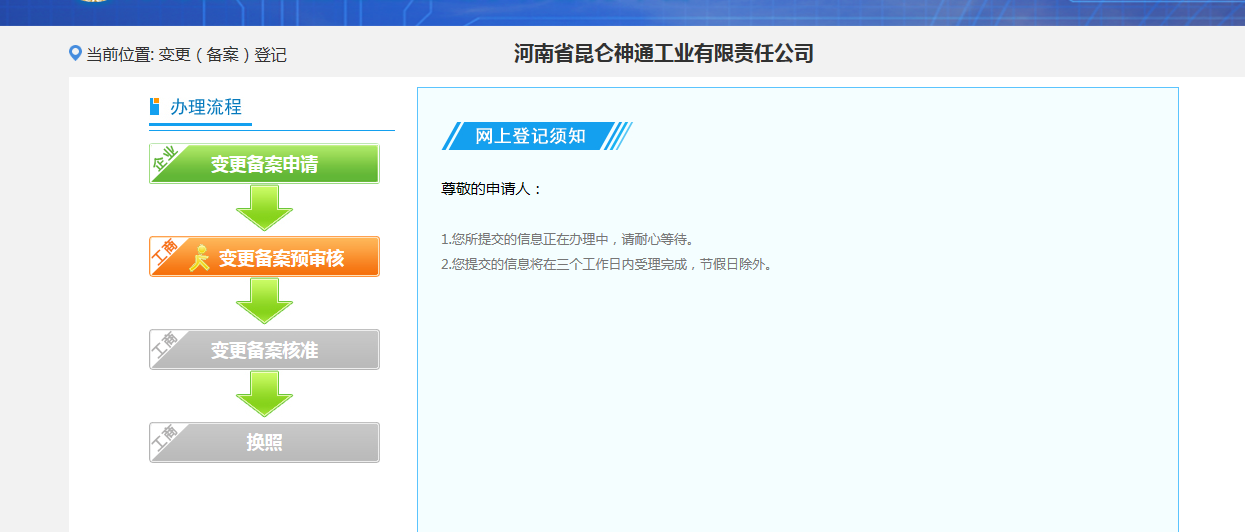 当前位置: 变更（备案）登记
河南省昆仑神通工业有限责任公司
办理流程
企业
变更备案申请
工商
变更备案预审核
工商
变更备案核准
工商
换照
网上登记须知
尊敬的申请人：
1.您所提交的信息正在办理中，请耐心等待。
2.您提交的信息将在三个工作日内受理完成，节假日除外。